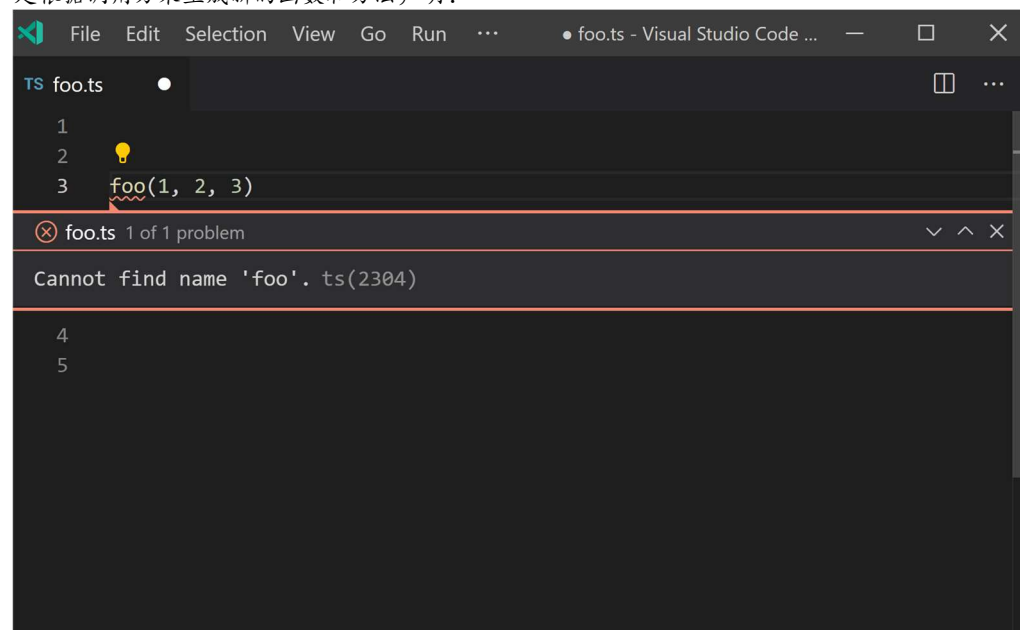 File Edit Selection View Go Run ··· ● foo.ts - Visual Studio Code ...
TS foo.ts ●
1
2
3 foo(1, 2, 3)
foo.ts 1 of 1 problem
Cannot find name 'foo'. ts(2304)
4
5